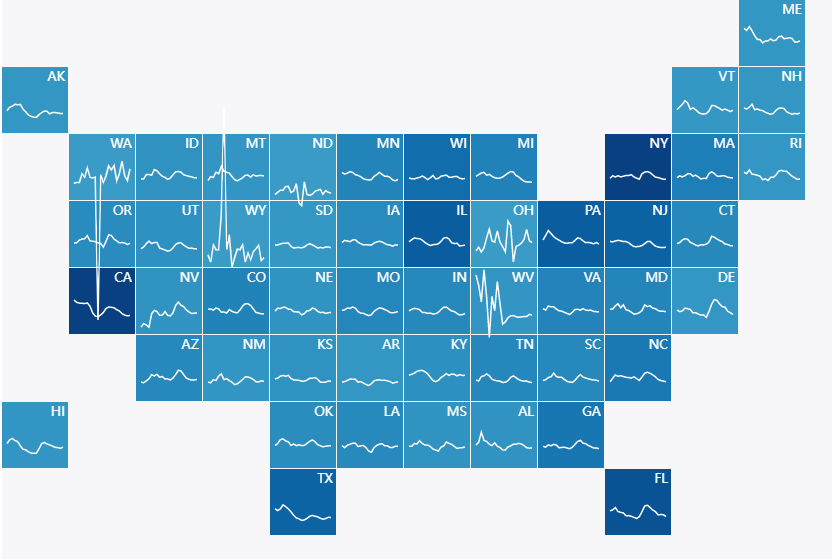 ME
AK VT NH
WA ID MT ND MN WI MI NY MA RI
OR UT WY SD IA IL OH PA NJ CT
CA NV CO NE MO IN WV VA MD DE
AZ NM KS AR KY TN SC NC
HI OK LA MS AL GA
TX FL